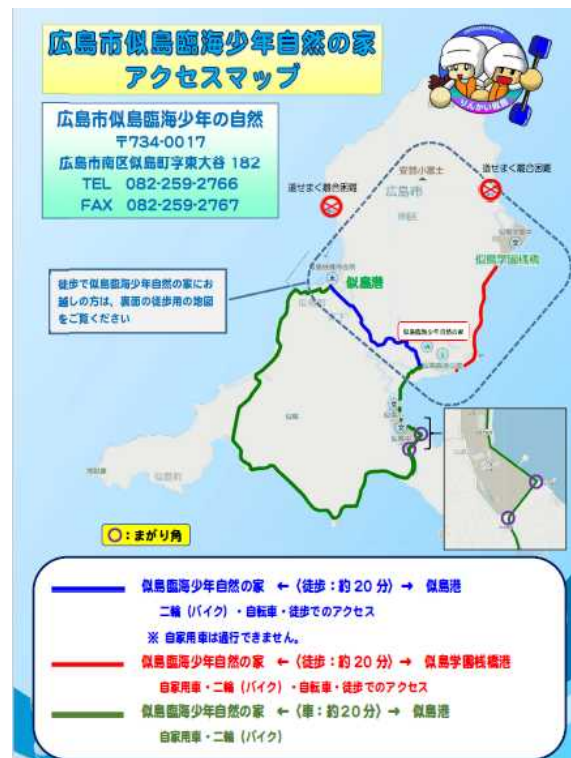 広島市似島臨海少年自然の家
アクセスマップ
りんかい似島
広島市似島臨海少年の自然
〒734-0017
広島市南区似島町字東大谷 182
TEL 082-259-2766
FAX 082-259-2767
安芸小富士
道せまく離合困難
道せまく離合困難
広島市
南区
似島学園桟橋
似島港
徒歩で似島臨海少年自然の家にお
越しの方は、裏面の徒歩用の地図
をご覧ください
似島臨海少年自然の家
似島町
:まがり角
似島臨海少年自然の家 ←〈徒歩:約20分〉→ 似島港
二輪(バイク)・自転車・徒歩でのアクセス
※ 自家用車は通行できません。
似島臨海少年自然の家 ←〈徒歩:約20分〉→ 似島学園桟橋港
自家用車・二輪(バイク)・自転車・徒歩でのアクセス
似島臨海少年自然の家 ←〈車:約20分〉→ 似島港
自家用車・二輪(バイク)